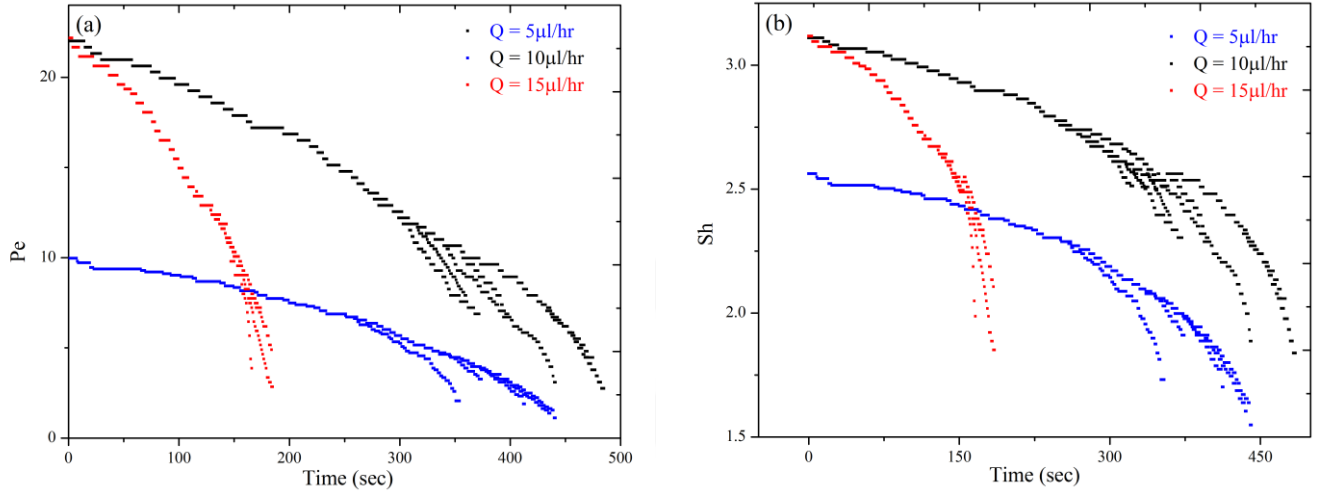 (a)
Q = 5µl/hr
Q = 10µl/hr
Q = 15µl/hr
20
10
0
Pe
0 100 200 300 400 500
Time (sec)
(b)
Q = 5µl/hr
Q = 10µl/hr
Q = 15µl/hr
3.0
2.5
2.0
1.5
Sh
0 150 300 450
Time (sec)